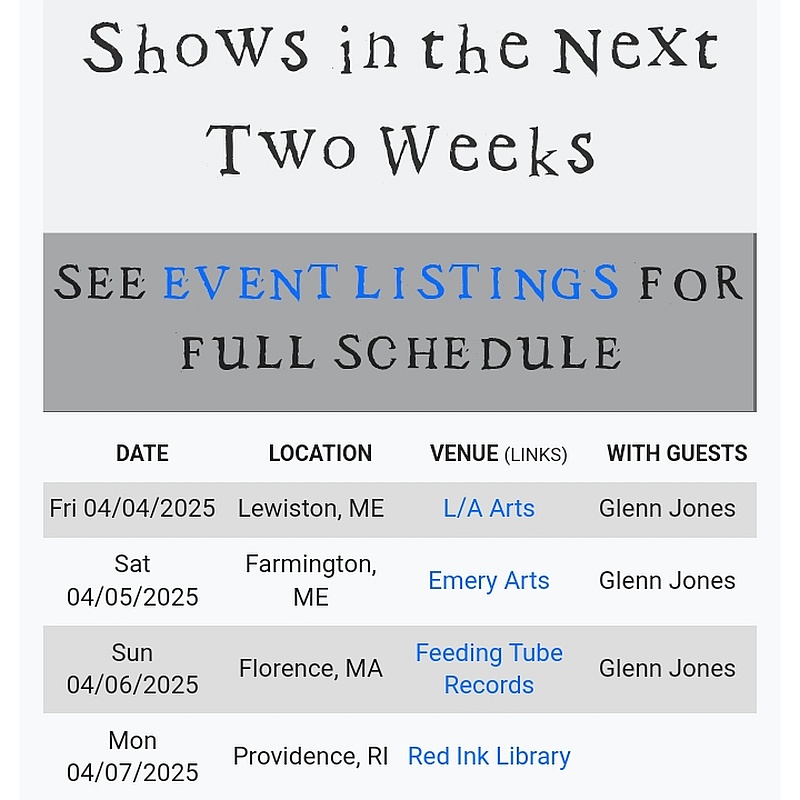 Shows in the Next
Two Weeks
SEE EVENT LISTINGS FOR
FULL SCHEDULE
DATE LOCATION VENUE (LINKS) WITH GUESTS
Fri 04/04/2025 Lewiston, ME L/A Arts Glenn Jones
Sat
04/05/2025 Farmington,
ME Emery Arts Glenn Jones
Sun
04/06/2025 Florence, MA Feeding Tube
Records Glenn Jones
Mon
04/07/2025 Providence, RI Red Ink Library